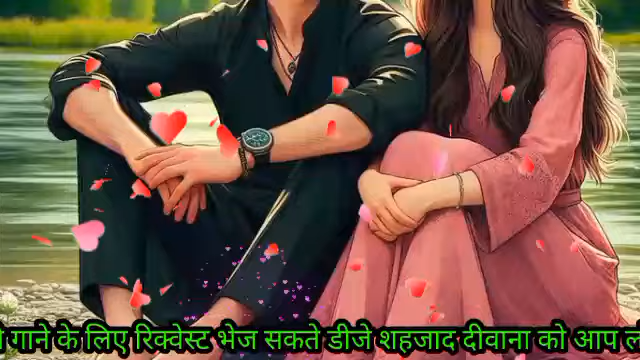 गाने के लिए रिक्वेस्ट भेज सकते डीजे शहजाद दीवाना को आप